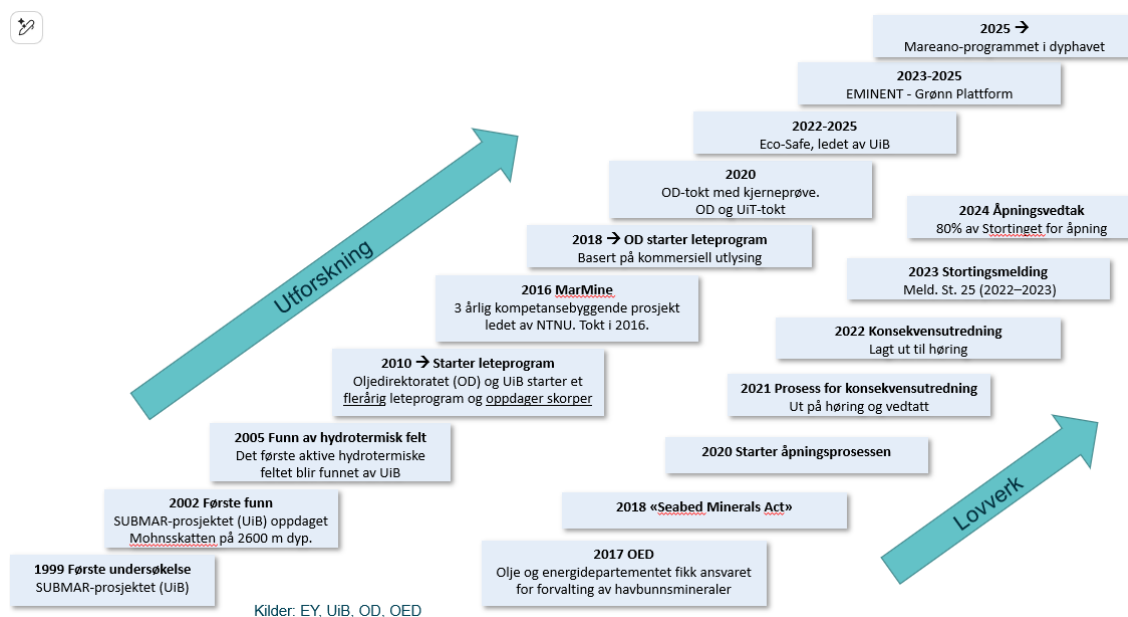 2025 →
Mareano-programmet i dyphavet
2023-2025
EMINENT - Grønn Plattform
2022-2025
Eco-Safe, ledet av UiB
2020
OD-tokt med kjerneprøve.
OD og UiT-tokt
2018 → OD starter leteprogram
Basert på kommersiell utlysing
2016 MarMine
3 årlig kompetansebyggende prosjekt
ledet av NTNU. Tokt i 2016.
2010 → Starter leteprogram
Oljedirektoratet (OD) og UiB starter et
flerårig leteprogram og oppdager skorper
2005 Funn av hydrotermisk felt
Det første aktive hydrotermiske
feltet blir funnet av UiB
2002 Første funn
SUBMAR-prosjektet (UiB) oppdaget
Mohnsskatten på 2600 m dyp.
1999 Første undersøkelse
SUBMAR-prosjektet (UiB)
Utforskning
2024 Åpningsvedtak
80% av Stortinget for åpning
2023 Stortingsmelding
Meld. St. 25 (2022–2023)
2022 Konsekvensutredning
Lagt ut til høring
2021 Prosess for konsekvensutredning
Ut på høring og vedtatt
2020 Starter åpningsprosessen
2018 «Seabed Minerals Act»
2017 OED
Olje og energidepartementet fikk ansvaret
for forvalting av havbunnsmineraler
Lovverk
Kilder: EY, UiB, OD, OED